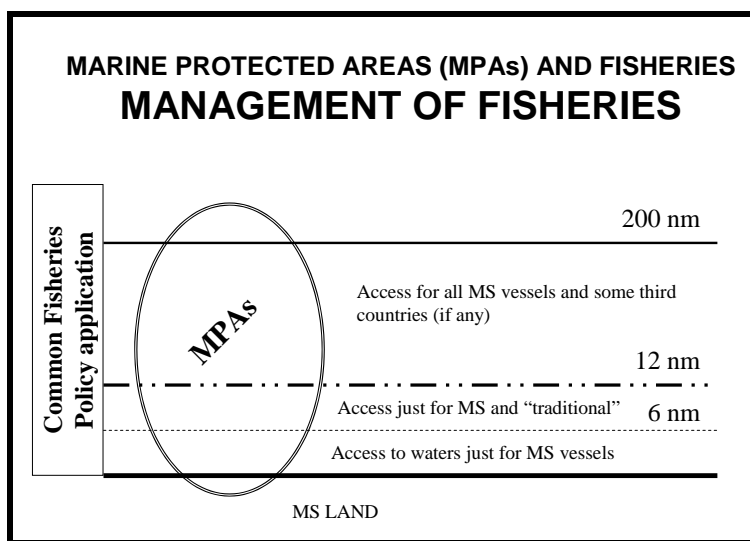 MARINE PROTECTED AREAS (MPAs) AND FISHERIES
MANAGEMENT OF FISHERIES
Common Fisheries
Policy application
MPAs
200 nm
Access for all MS vessels and some third
countries (if any)
12 nm
Access just for MS and “traditional”
6 nm
Access to waters just for MS vessels
MS LAND